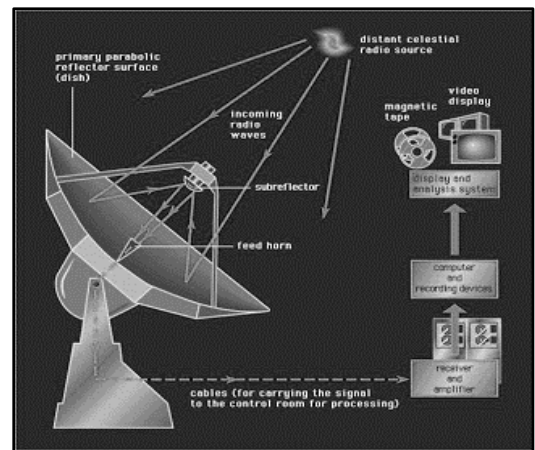 distant celestial
radio source
primary parabolic
reflector surface
(dish)
video
display
magnetic
tape
incoming
radio
waves
display and
analysis system
subreflector
feed horn
computer
and
recording devices
receiver
and
amplifier
cables (for carrying the signal
to the control room for processing)